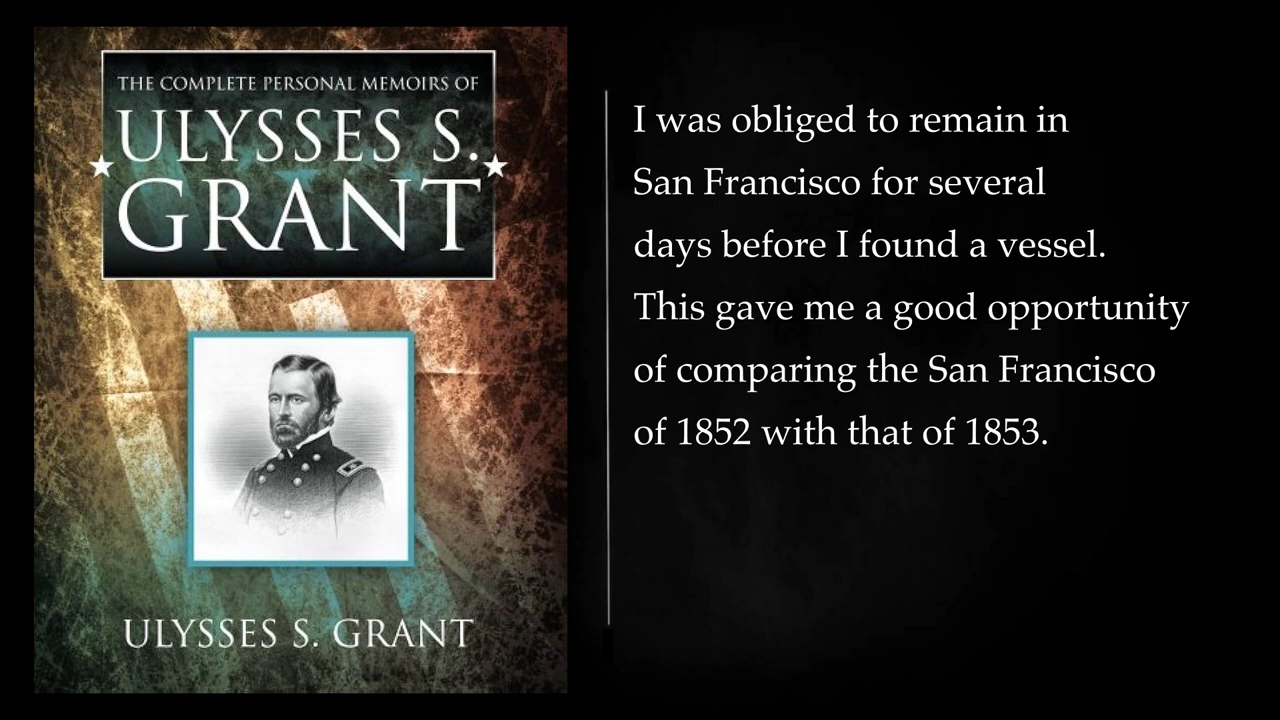 THE COMPLETE PERSONAL MEMOIRS OF
ULYSSES S.
GRANT
ULYSSES S. GRANT
I was obliged to remain in
San Francisco for several
days before I found a vessel.
This gave me a good opportunity
of comparing the San Francisco
of 1852 with that of 1853.